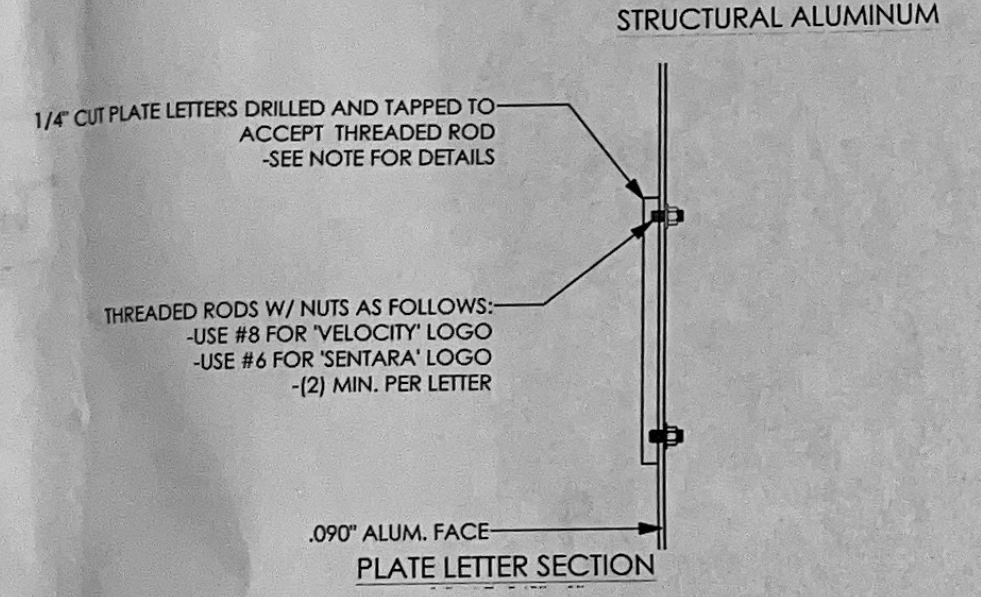 STRUCTURAL ALUMINUM
1/4" CUT PLATE LETTERS DRILLED AND TAPPED TO
ACCEPT THREADED ROD
-SEE NOTE FOR DETAILS
THREADED RODS W/ NUTS AS FOLLOWS:
-USE #8 FOR 'VELOCITY' LOGO
-USE #6 FOR 'SENTARA' LOGO
-(2) MIN. PER LETTER
.090" ALUM. FACE
PLATE LETTER SECTION